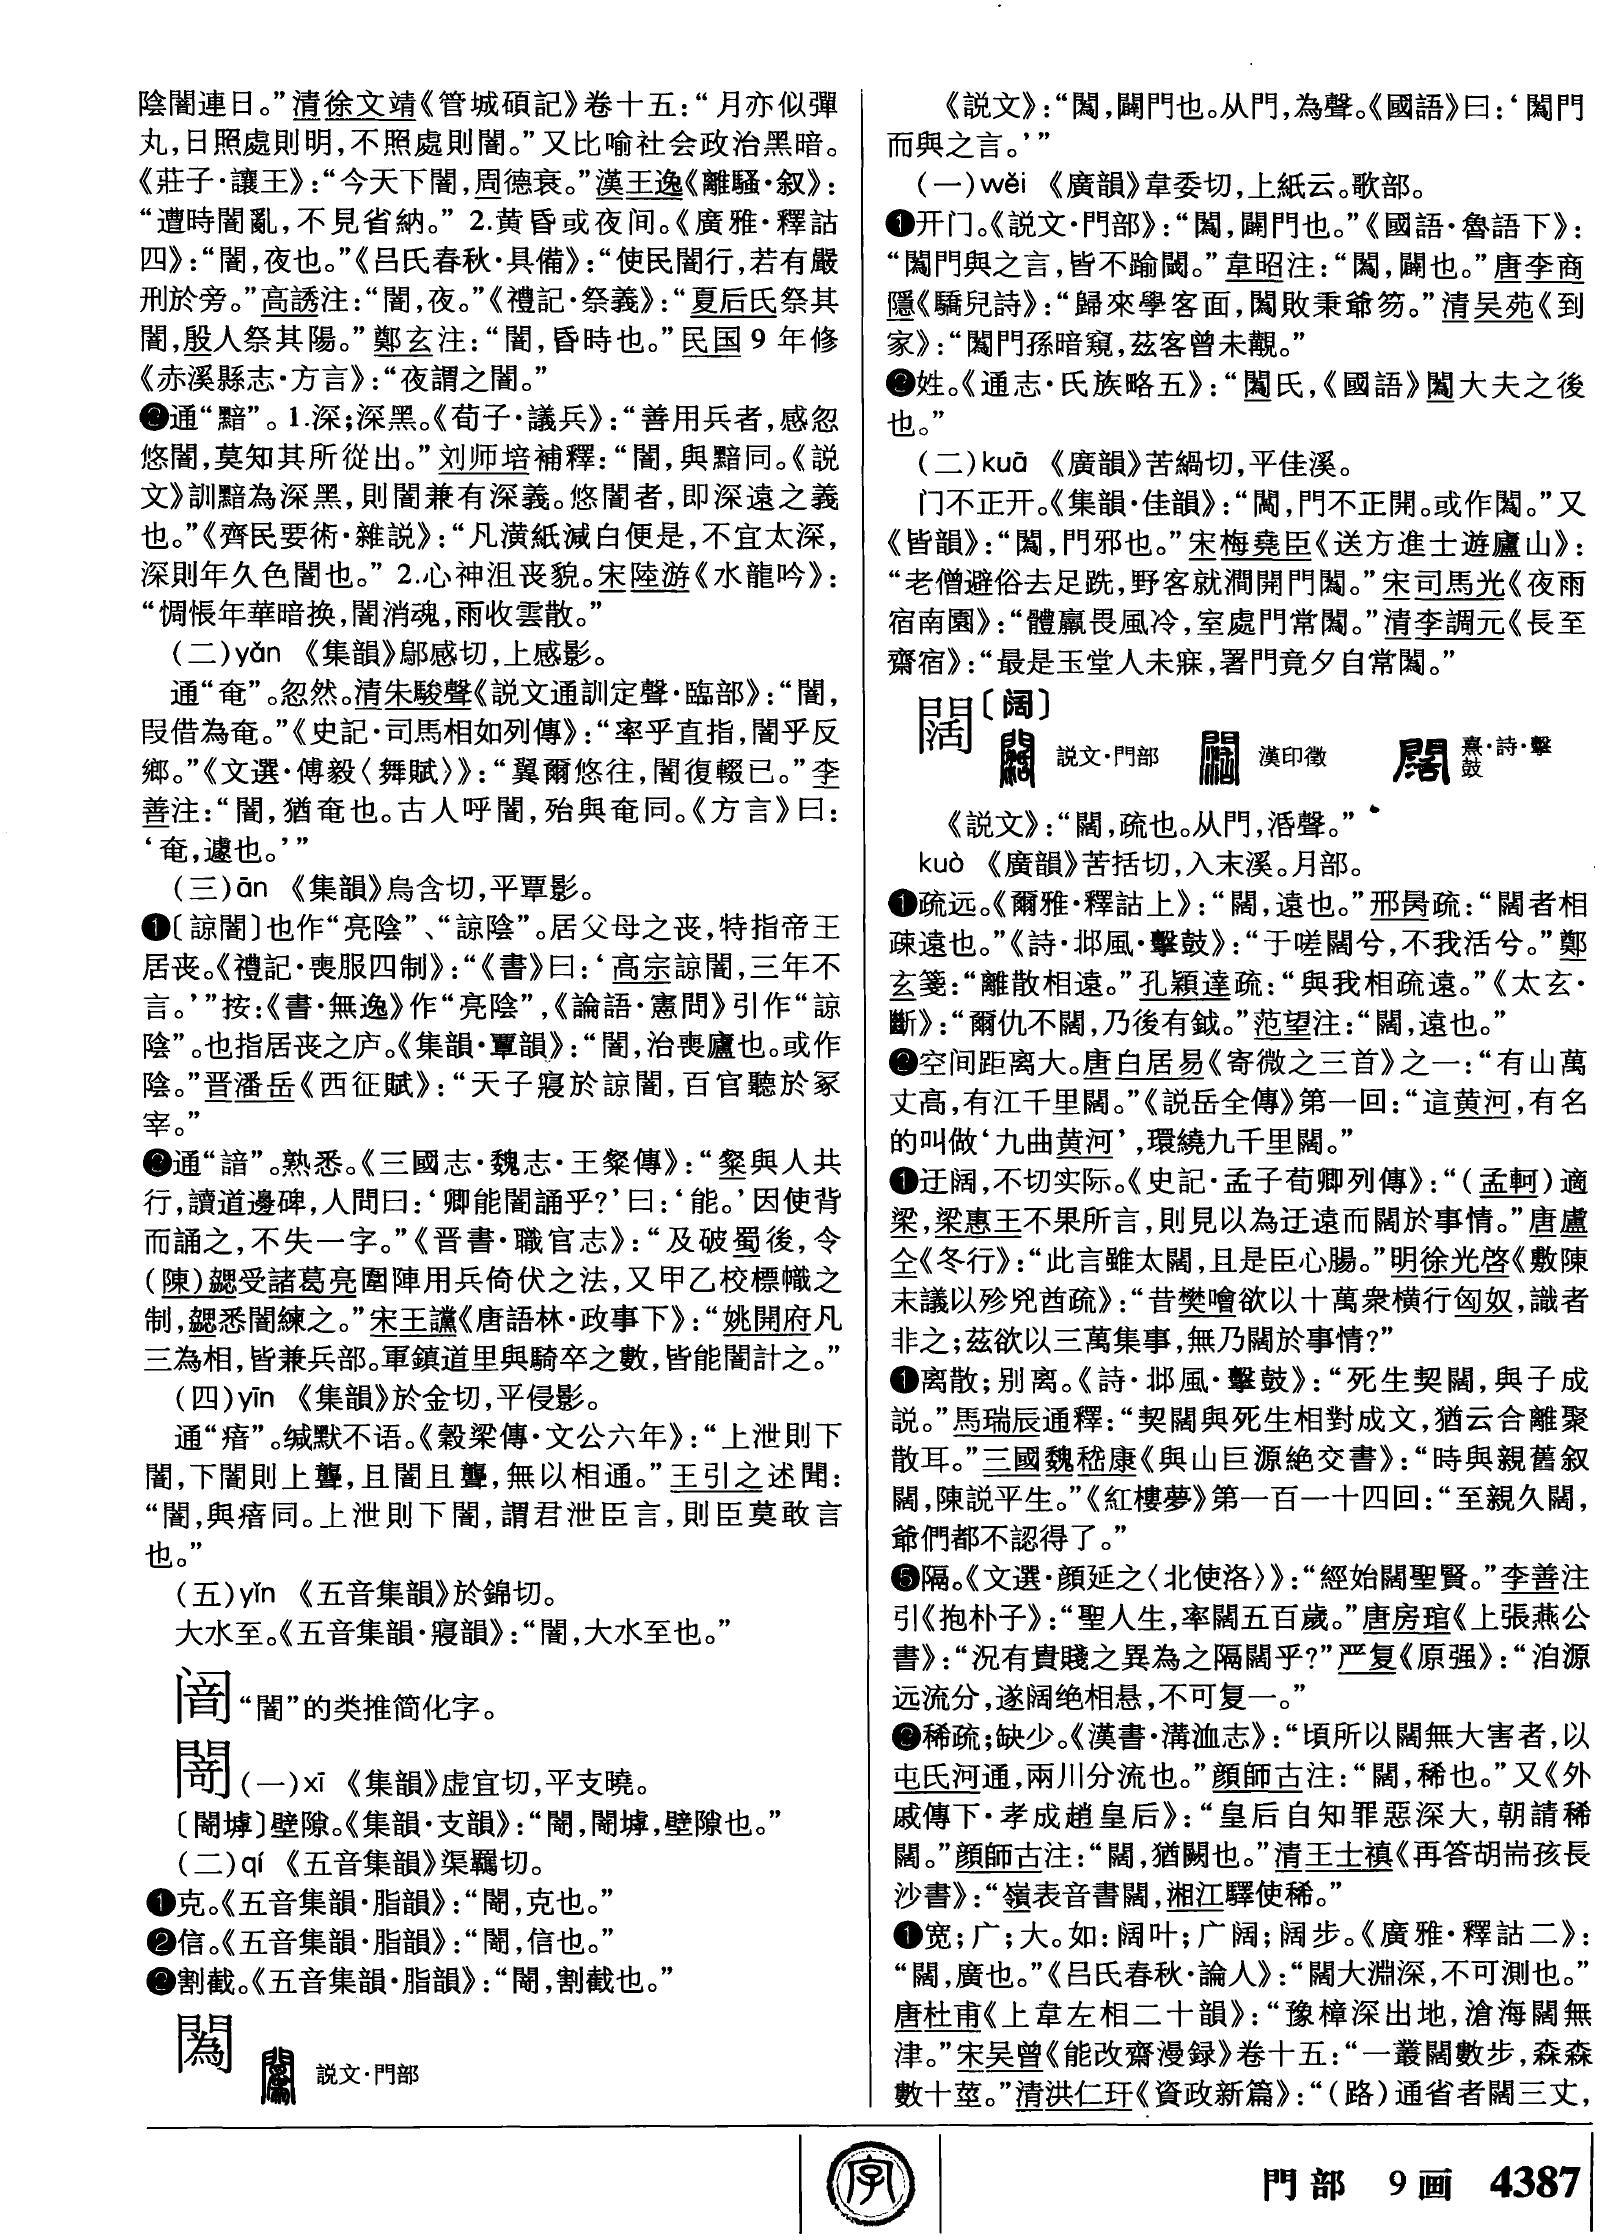 陰闇連日。”清徐文靖《管城碩記》卷十五：“月亦似彈
丸，日照處則明，不照處則闇。”又比喻社会政治黑暗。
《莊子·讓王》：“今天下闇，周德衰。”漢王逸《離騷·叙》：
“遭時闇亂，不見省納。” 2.黄昏或夜间。《廣雅·釋詁
四》：“闇，夜也。”《吕氏春秋·具備》：“使民闇行，若有嚴
刑於旁。”高誘注：“闇，夜。”《禮記·祭義》：“夏后氏祭其
闇，殷人祭其陽。”鄭玄注：“闇，昏時也。”民国9年修
《赤溪縣志·方言》：“夜謂之闇。”
❷通“黯”。1.深；深黑。《荀子·議兵》：“善用兵者，感忽
悠闇，莫知其所從出。”刘师培補釋：“闇，與黯同。《説
文》訓黯為深黑，則闇兼有深義。悠闇者，即深遠之義
也。”《齊民要術·雜説》：“凡潢紙滅白便是，不宜太深，
深則年久色闇也。” 2.心神沮丧貌。宋陸游《水龍吟》：
“惆悵年華暗换，闇消魂，雨收雲散。”
(二)yǎn 《集韻》鄔感切，上感影。
通“奄”。忽然。清朱駿聲《説文通訓定聲·臨部》：“闇，
叚借為奄。”《史記·司馬相如列傳》：“率乎直指，闇乎反
鄉。”《文選·傅毅〈舞賦〉》：“翼爾悠往，闇復輟已。”李
善注：“闇，猶奄也。古人呼闇，殆與奄同。《方言》曰：
‘奄，遽也。’”
(三)ān 《集韻》烏含切，平覃影。
❶〔諒闇〕也作“亮陰”、“諒陰”。居父母之丧，特指帝王
居丧。《禮記·喪服四制》：“《書》曰：‘高宗諒闇，三年不
言。’”按：《書·無逸》作“亮陰”，《論語·憲問》引作“諒
陰”。也指居丧之庐。《集韻·覃韻》：“闇，治喪廬也。或作
陰。”晋潘岳《西征賦》：“天子寢於諒闇，百官聽於冢
宰。”
❷通“諳”。熟悉。《三國志·魏志·王粲傳》：“粲與人共
行，讀道邊碑，人問曰：‘卿能闇誦乎？’曰：‘能。’因使背
而誦之，不失一字。”《晋書·職官志》：“及破蜀後，令
(陳)勰受諸葛亮圍陣用兵倚伏之法，又甲乙校標幟之
制，勰悉闇練之。”宋王讜《唐語林·政事下》：“姚開府凡
三為相，皆兼兵部。軍鎮道里與騎卒之數，皆能闇計之。”
(四)yīn 《集韻》於金切，平侵影。
通“瘖”。缄默不语。《穀梁傳·文公六年》：“上泄則下
闇，下闇則上聾，且闇且聾，無以相通。”王引之述聞：
“闇，與瘖同。上泄則下闇，謂君泄臣言，則臣莫敢言
也。”
(五)yǐn 《五音集韻》於錦切。
大水至。《五音集韻·寢韻》：“闇，大水至也。”
𬮴 “闇”的类推简化字。
䦧 (一)xī 《集韻》虚宜切，平支曉。
〔䦧㙤〕壁隙。《集韻·支韻》：“䦧，䦧㙤，壁隙也。”
(二)qí 《五音集韻》渠羈切。
❶克。《五音集韻·脂韻》：“䦧，克也。”
❷信。《五音集韻·脂韻》：“䦧，信也。”
❷割截。《五音集韻·脂韻》：“䦧，割截也。”
䦱 説文·門部
《説文》：“䦱，闢門也。从門，為聲。《國語》曰：‘䦱門
而與之言。’”
(一)wěi 《廣韻》韋委切，上紙云。歌部。
❶开门。《説文·門部》：“䦱，闢門也。”《國語·魯語下》：
“䦱門與之言，皆不踰閾。”韋昭注：“䦱，闢也。”唐李商
隱《驕兒詩》：“歸來學客面，䦱敗秉爺笏。”清吴苑《到
家》：“䦱門孫暗窺，茲客曾未觀。”
❷姓。《通志·氏族略五》：“䦱氏，《國語》䦱大夫之後
也。”
(二)kuā 《廣韻》苦緺切，平佳溪。
门不正开。《集韻·佳韻》：“䦚，門不正開。或作䦱。”又
《皆韻》：“䦱，門邪也。”宋梅堯臣《送方進士遊廬山》：
“老僧避俗去足跣，野客就澗開門䦱。”宋司馬光《夜雨
宿南園》：“體羸畏風冷，室處門常䦱。”清李調元《長至
齋宿》：“最是玉堂人未寐，署門竟夕自常䦱。”
闊〔阔〕
説文·門部 漢印徵 熹·詩·擊鼓
《説文》：“闊，疏也。从門，𣴠聲。”
kuò 《廣韻》苦括切，入末溪。月部。
❶疏远。《爾雅·釋詁上》：“闊，遠也。”邢昺疏：“闊者相
疎遠也。”《詩·邶風·擊鼓》：“于嗟闊兮，不我活兮。”鄭
玄箋：“離散相遠。”孔穎達疏：“與我相疏遠。”《太玄·
斷》：“爾仇不闊，乃後有鉞。”范望注：“闊，遠也。”
❷空间距离大。唐白居易《寄微之三首》之一：“有山萬
丈高，有江千里闊。”《説岳全傳》第一回：“這黄河，有名
的叫做‘九曲黄河’，環繞九千里闊。”
❶迂阔，不切实际。《史記·孟子荀卿列傳》：“(孟軻)適
梁，梁惠王不果所言，則見以為迂遠而闊於事情。”唐盧
仝《冬行》：“此言雖太闊，且是臣心腸。”明徐光啓《敷陳
末議以殄兇酋疏》：“昔樊噲欲以十萬衆横行匈奴，識者
非之；茲欲以三萬集事，無乃闊於事情？”
❶离散；别离。《詩·邶風·擊鼓》：“死生契闊，與子成
説。”馬瑞辰通釋：“契闊與死生相對成文，猶云合離聚
散耳。”三國魏嵇康《與山巨源絶交書》：“時與親舊叙
闊，陳説平生。”《紅樓夢》第一百一十四回：“至親久闊，
爺們都不認得了。”
❺隔。《文選·顔延之〈北使洛〉》：“經始闊聖賢。”李善注
引《抱朴子》：“聖人生，率闊五百歲。”唐房琯《上張燕公
書》：“況有貴賤之異為之隔闊乎？”严复《原强》：“洎源
远流分，遂阔绝相悬，不可复一。”
❷稀疏；缺少。《漢書·溝洫志》：“頃所以闊無大害者，以
屯氏河通，兩川分流也。”顔師古注：“闊，稀也。”又《外
戚傳下·孝成趙皇后》：“皇后自知罪惡深大，朝請稀
闊。”顔師古注：“闊，猶闕也。”清王士禛《再答胡耑孩長
沙書》：“嶺表音書闊，湘江驛使稀。”
❶宽；广；大。如：阔叶；广阔；阔步。《廣雅·釋詁二》：
“闊，廣也。”《吕氏春秋·論人》：“闊大淵深，不可測也。”
唐杜甫《上韋左相二十韻》：“豫樟深出地，滄海闊無
津。”宋吴曾《能改齋漫録》卷十五：“一叢闊數步，森森
數十莖。”清洪仁玕《資政新篇》：“(路)通省者闊三丈，
字
門部 9画 4387